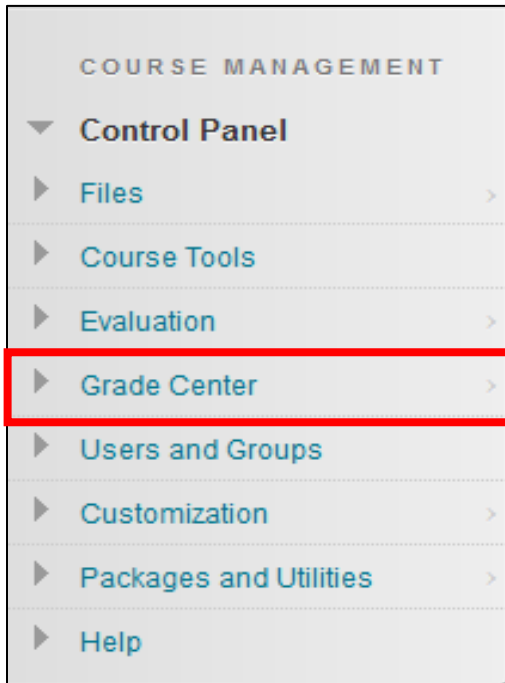 COURSE MANAGEMENT
Control Panel
Files
Course Tools
Evaluation
Grade Center
Users and Groups
Customization
Packages and Utilities
Help